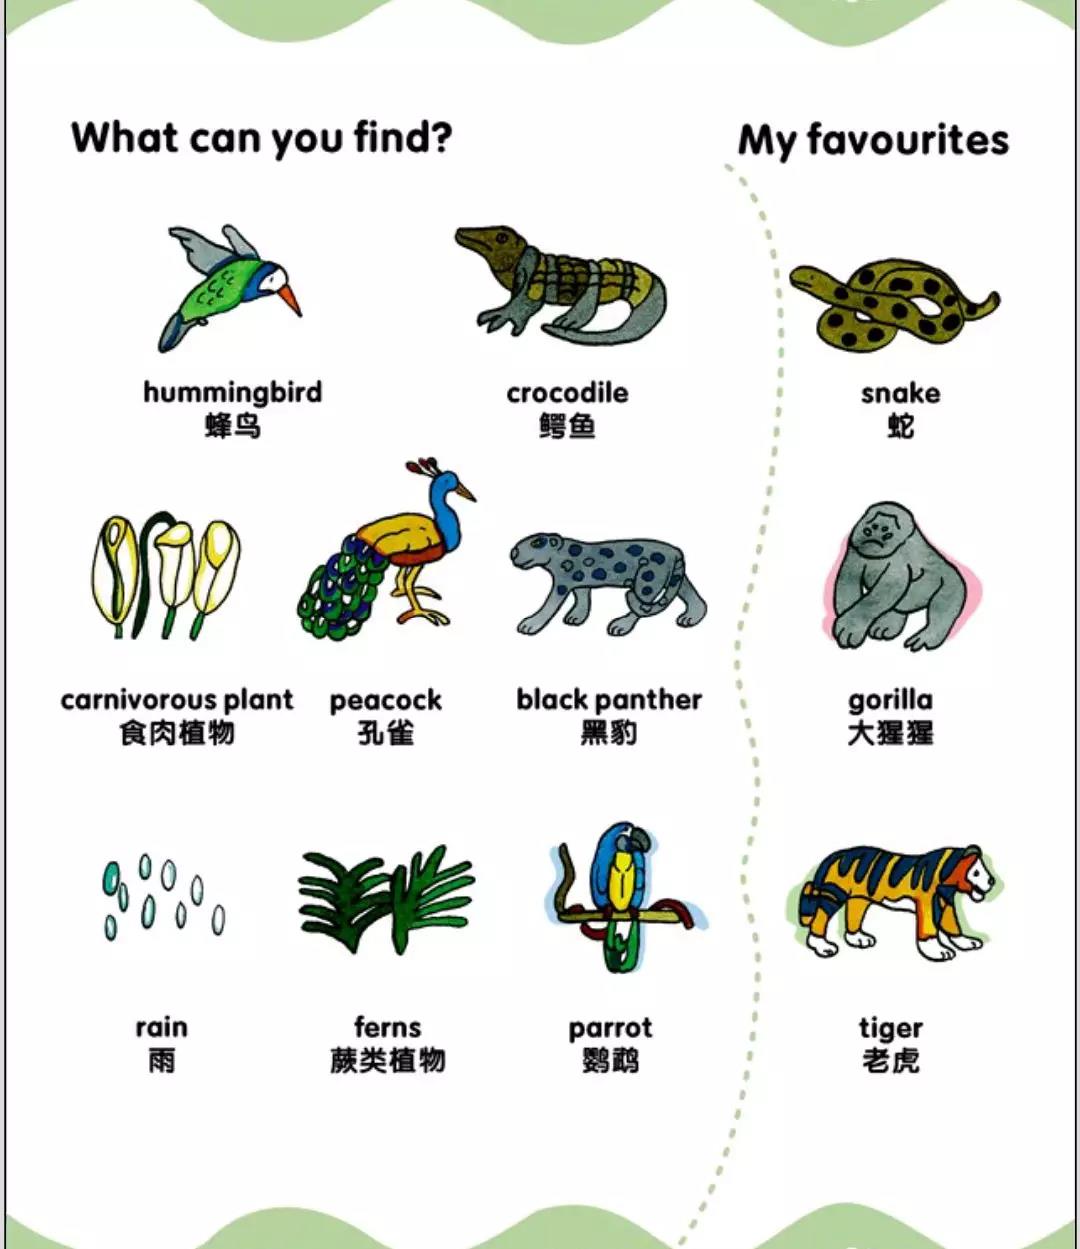 What can you find?
My favourites
hummingbird
蜂鸟
crocodile
鳄鱼
snake
蛇
carnivorous plant
食肉植物
peacock
孔雀
black panther
黑豹
gorilla
大猩猩
rain
雨
ferns
蕨类植物
parrot
鹦鹉
tiger
老虎